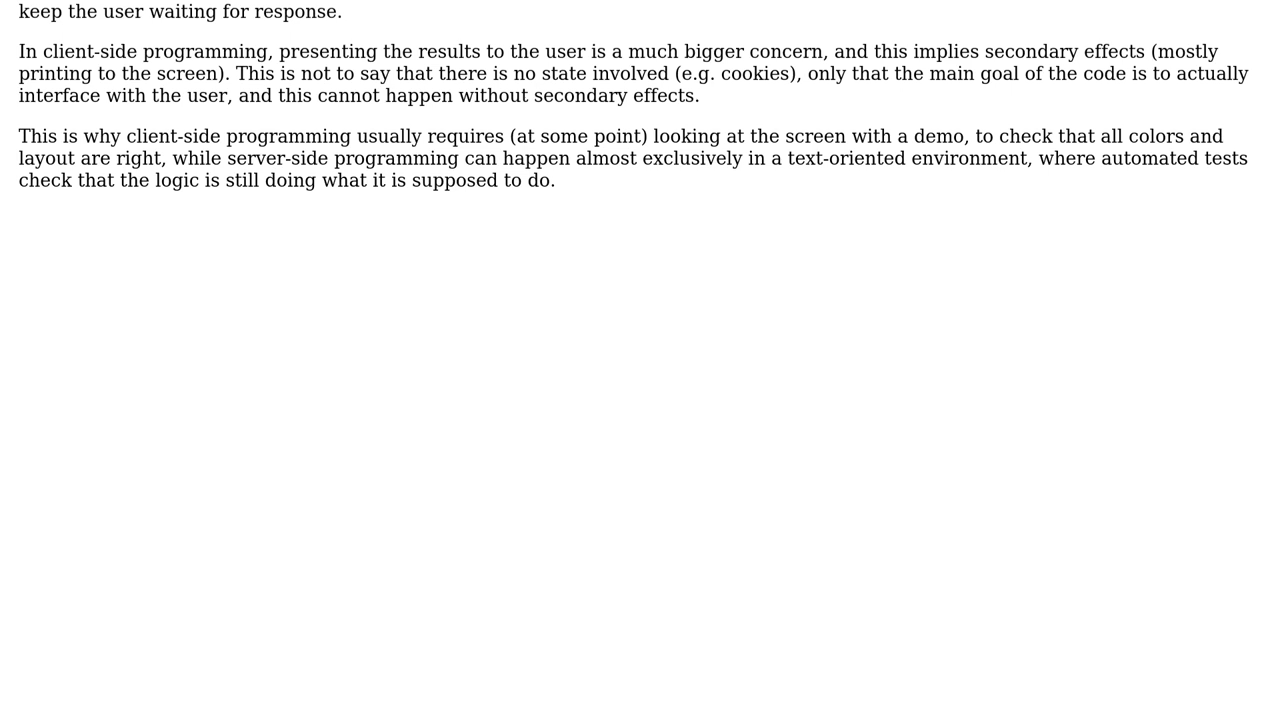 keep the user waiting for response.
In client-side programming, presenting the results to the user is a much bigger concern, and this implies secondary effects (mostly
printing to the screen). This is not to say that there is no state involved (e.g. cookies), only that the main goal of the code is to actually
interface with the user, and this cannot happen without secondary effects.
This is why client-side programming usually requires (at some point) looking at the screen with a demo, to check that all colors and
layout are right, while server-side programming can happen almost exclusively in a text-oriented environment, where automated tests
check that the logic is still doing what it is supposed to do.